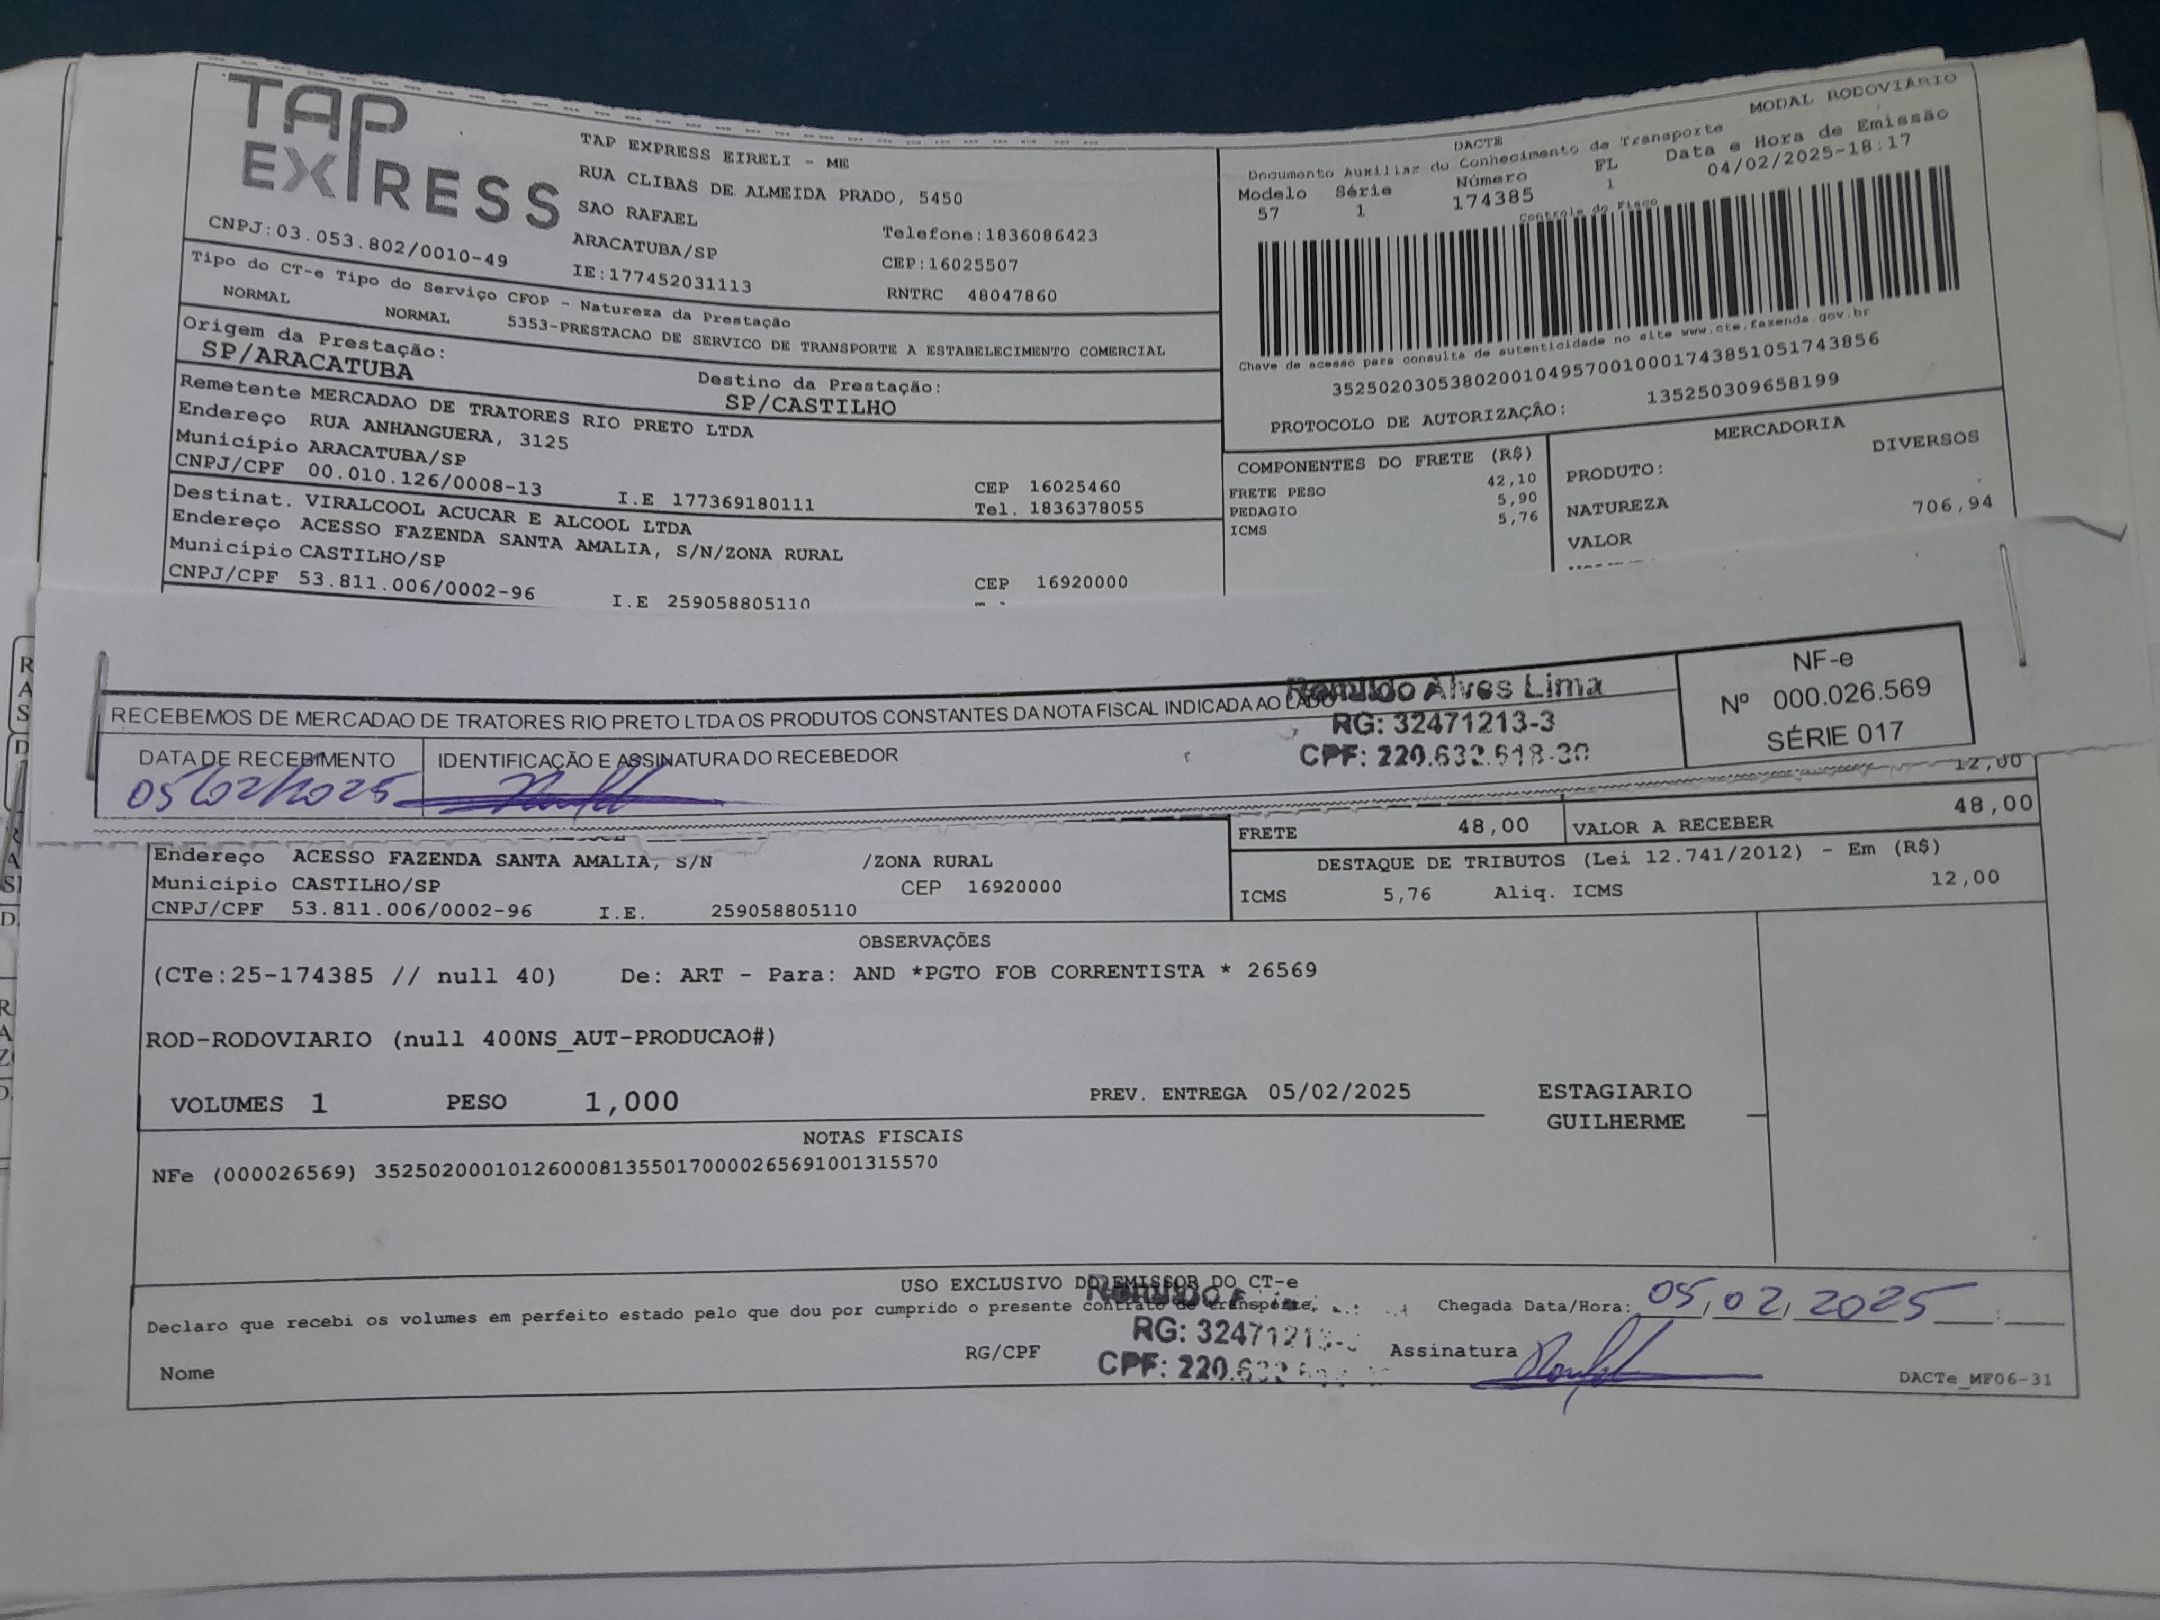 TAP EXPRESS
CNPJ:03.053.802/0010-49
TAP EXPRESS EIRELI - ME
RUA CLIBAS DE ALMEIDA PRADO, 5450
SAO RAFAEL
ARACATUBA/SP
IE:177452031113
Telefone:1836086423
CEP:16025507
RNTRC 48047860
MODAL RODOVIARIO
DACTE
Documento Auxiliar do Conhecimento de Transporte
Modelo Série Número FL Data e Hora de Emissão
57 1 174385 1 04/02/2025-18:17
Controle do Fisco
Chave de acesso para consulta de autenticidade no site www.cte.fazenda.gov.br
35250203053802001049570010001743851051743856
PROTOCOLO DE AUTORIZAÇÃO: 135250309658199
Tipo do CT-e Tipo do Serviço CFOP - Natureza da Prestação
NORMAL NORMAL 5353-PRESTACAO DE SERVICO DE TRANSPORTE A ESTABELECIMENTO COMERCIAL
Origem da Prestação:
SP/ARACATUBA
Destino da Prestação:
SP/CASTILHO
Remetente MERCADAO DE TRATORES RIO PRETO LTDA
Endereço RUA ANHANGUERA, 3125
Município ARACATUBA/SP
CEP 16025460
CNPJ/CPF 00.010.126/0008-13 I.E 177369180111 Tel. 1836378055
Destinat. VIRALCOOL ACUCAR E ALCOOL LTDA
Endereço ACESSO FAZENDA SANTA AMALIA, S/N/ZONA RURAL
Município CASTILHO/SP
CEP 16920000
CNPJ/CPF 53.811.006/0002-96 I.E 259058805110
COMPONENTES DO FRETE (R$)
FRETE PESO 42,10
PEDAGIO 5,90
ICMS 5,76
MERCADORIA
PRODUTO: DIVERSOS
NATUREZA
VALOR 706,94
RECEBEMOS DE MERCADAO DE TRATORES RIO PRETO LTDA OS PRODUTOS CONSTANTES DA NOTA FISCAL INDICADA AO LADO
DATA DE RECEBIMENTO
05/02/2025
IDENTIFICAÇÃO E ASSINATURA DO RECEBEDOR
Romildo Alves Lima
RG: 32471213-3
CPF: 220.632.618-30
NF-e
Nº 000.026.569
SÉRIE 017
12,00
FRETE 48,00 VALOR A RECEBER 48,00
Endereço ACESSO FAZENDA SANTA AMALIA, S/N /ZONA RURAL
Município CASTILHO/SP CEP 16920000
CNPJ/CPF 53.811.006/0002-96 I.E. 259058805110
DESTAQUE DE TRIBUTOS (Lei 12.741/2012) - Em (R$)
ICMS 5,76 Aliq. ICMS 12,00
OBSERVAÇÕES
(CTe:25-174385 // null 40) De: ART - Para: AND *PGTO FOB CORRENTISTA * 26569
ROD-RODOVIARIO (null 400NS_AUT-PRODUCAO#)
VOLUMES 1 PESO 1,000 PREV. ENTREGA 05/02/2025
ESTAGIARIO
GUILHERME
NOTAS FISCAIS
NFe (000026569) 35250200010126000813550170000265691001315570
USO EXCLUSIVO DO EMISSOR DO CT-e
Declaro que recebi os volumes em perfeito estado pelo que dou por cumprido o presente contrato de transporte.
Chegada Data/Hora: 05/02/2025
Nome
RG/CPF
RG: 32471213-
CPF: 220.632
Assinatura
DACTe_MF06-31